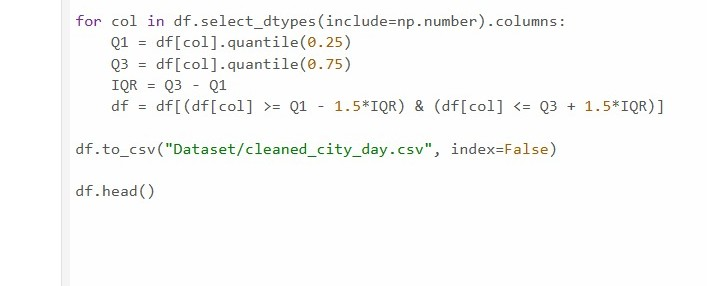 for col in df.select_dtypes(include=np.number).columns:
    Q1 = df[col].quantile(0.25)
    Q3 = df[col].quantile(0.75)
    IQR = Q3 - Q1
    df = df[(df[col] >= Q1 - 1.5*IQR) & (df[col] <= Q3 + 1.5*IQR)]
df.to_csv("Dataset/cleaned_city_day.csv", index=False)
df.head()